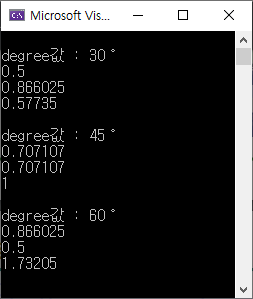 Microsoft Vis...
degree값 : 30°
0.5
0.866025
0.57735
degree값 : 45°
0.707107
0.707107
1
degree값 : 60°
0.866025
0.5
1.73205